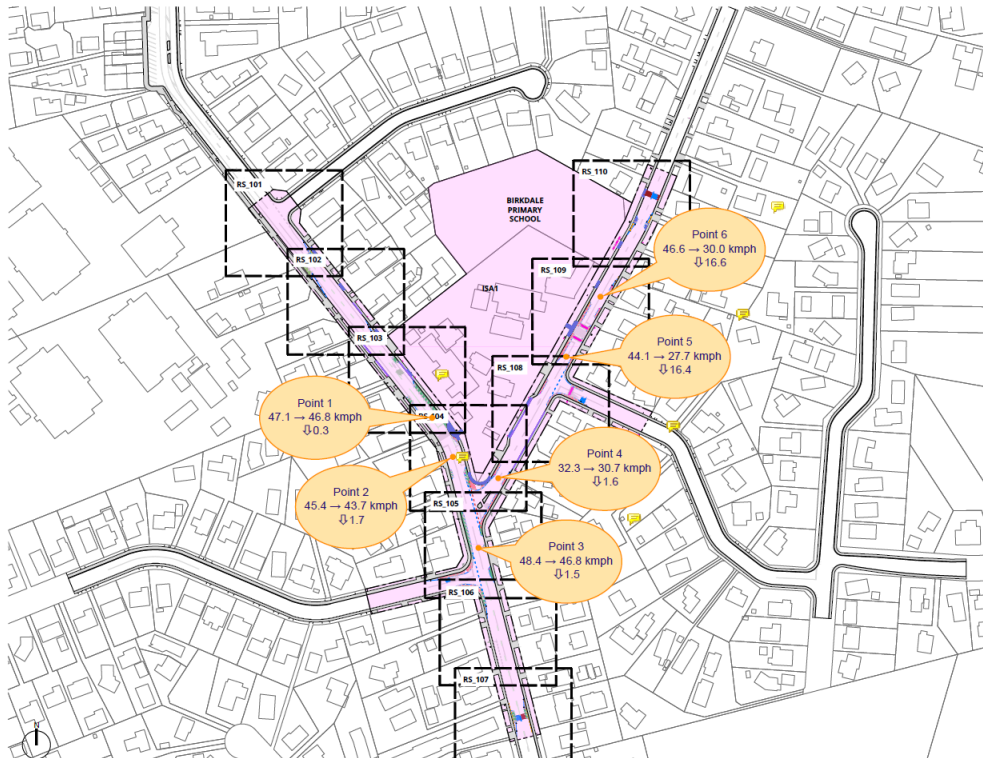 RS_101
RS_102
RS_103
RS_104
RS_105
RS_106
RS_107
RS_108
RS_109
RS_110
BIRKDALE
PRIMARY
SCHOOL
ISA1
Point 1
47.1 → 46.8 kmph
⇩0.3
Point 2
45.4 → 43.7 kmph
⇩1.7
Point 3
48.4 → 46.8 kmph
⇩1.5
Point 4
32.3 → 30.7 kmph
⇩1.6
Point 5
44.1 → 27.7 kmph
⇩16.4
Point 6
46.6 → 30.0 kmph
⇩16.6
N